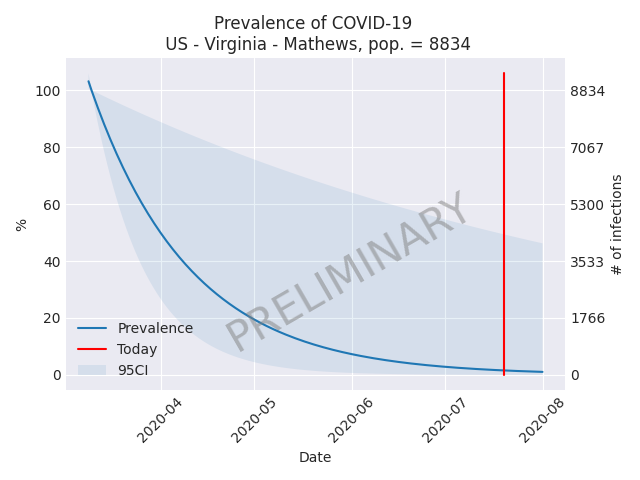 Prevalence of COVID-19
US - Virginia - Mathews, pop. = 8834
100
80
60
40
20
0
%
8834
7067
5300
3533
1766
0
# of infections
PRELIMINARY
Prevalence
Today
95CI
2020-04
2020-05
2020-06
2020-07
2020-08
Date